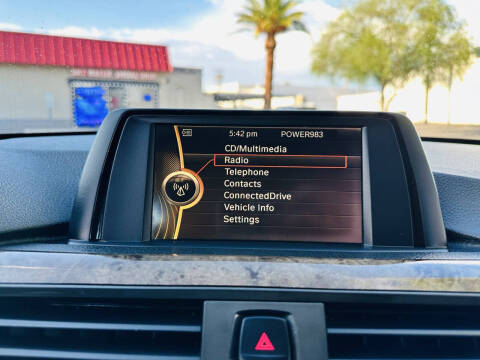 5:42 pm POWER983
CD/Multimedia
Radio
Telephone
Contacts
ConnectedDrive
Vehicle Info
Settings